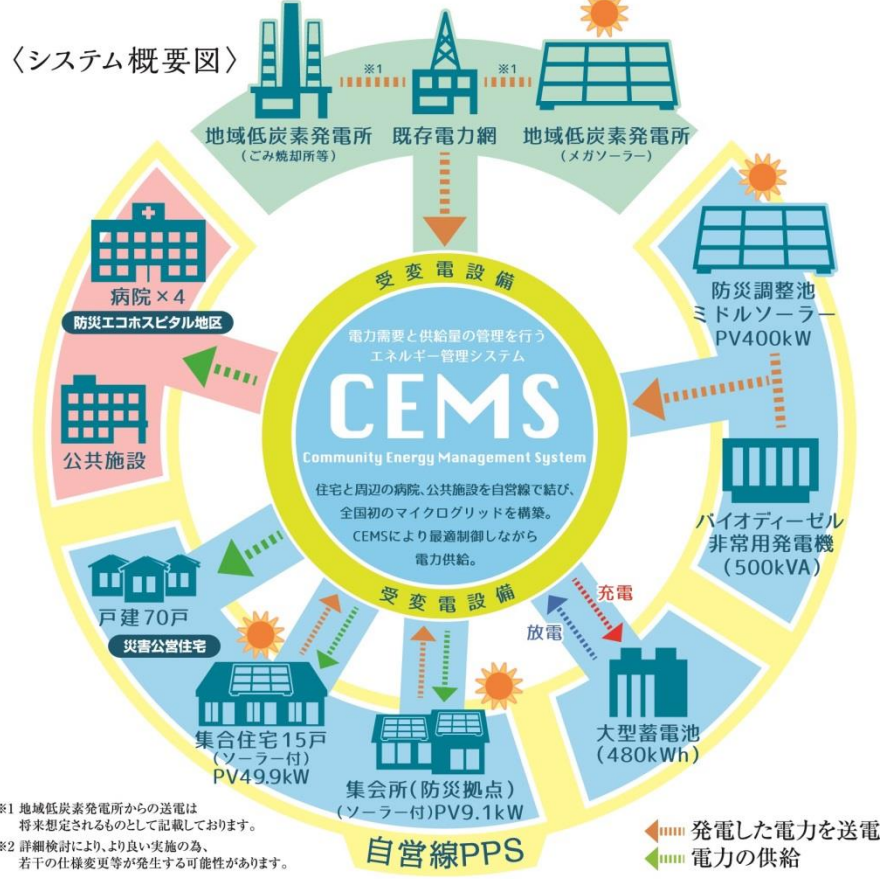 〈システム概要図〉
※1
※1
地域低炭素発電所
(ごみ焼却所等)
既存電力網
地域低炭素発電所
(メガソーラー)
受変電設備
病院×4
防災エコホスピタル地区
公共施設
防災調整池
ミドルソーラー
PV400kW
電力需要と供給量の管理を行う
エネルギー管理システム
CEMS
Community Energy Management System
住宅と周辺の病院、公共施設を自営線で結び、
全国初のマイクログリッドを構築。
CEMSにより最適制御しながら
電力供給。
バイオディーゼル
非常用発電機
(500kVA)
受変電設備
戸建70戸
災害公営住宅
充電
放電
集合住宅15戸
(ソーラー付)
PV49.9kW
集会所(防災拠点)
(ソーラー付)PV9.1kW
大型蓄電池
(480kWh)
自営線PPS
※1 地域低炭素発電所からの送電は
将来想定されるものとして記載しております。
※2 詳細検討により、より良い実施の為、
若干の仕様変更等が発生する可能性があります。
発電した電力を送電
電力の供給